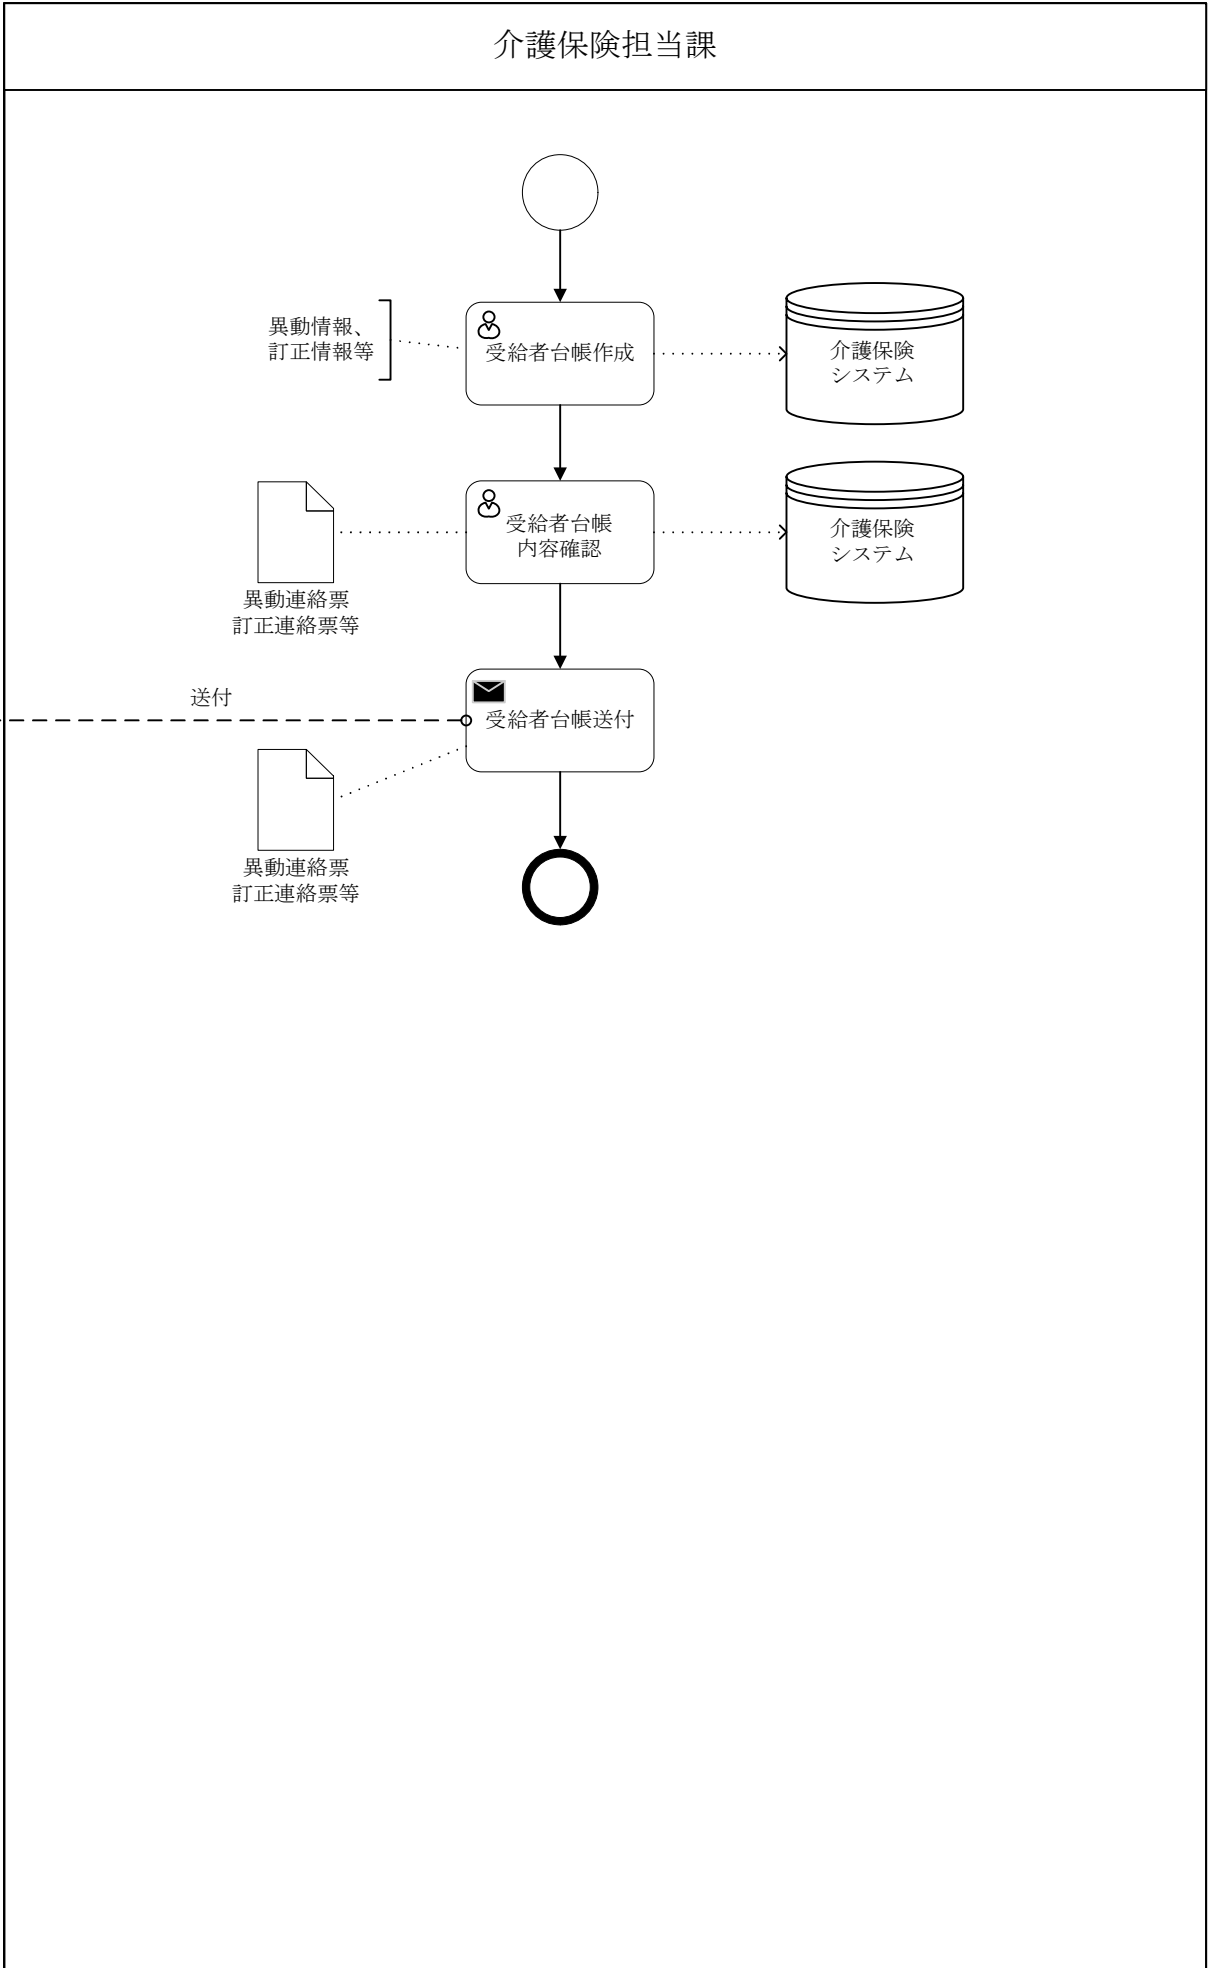 介護保険担当課
異動情報、
訂正情報等
受給者台帳作成
介護保険
システム
受給者台帳
内容確認
介護保険
システム
異動連絡票
訂正連絡票等
送付
受給者台帳送付
異動連絡票
訂正連絡票等